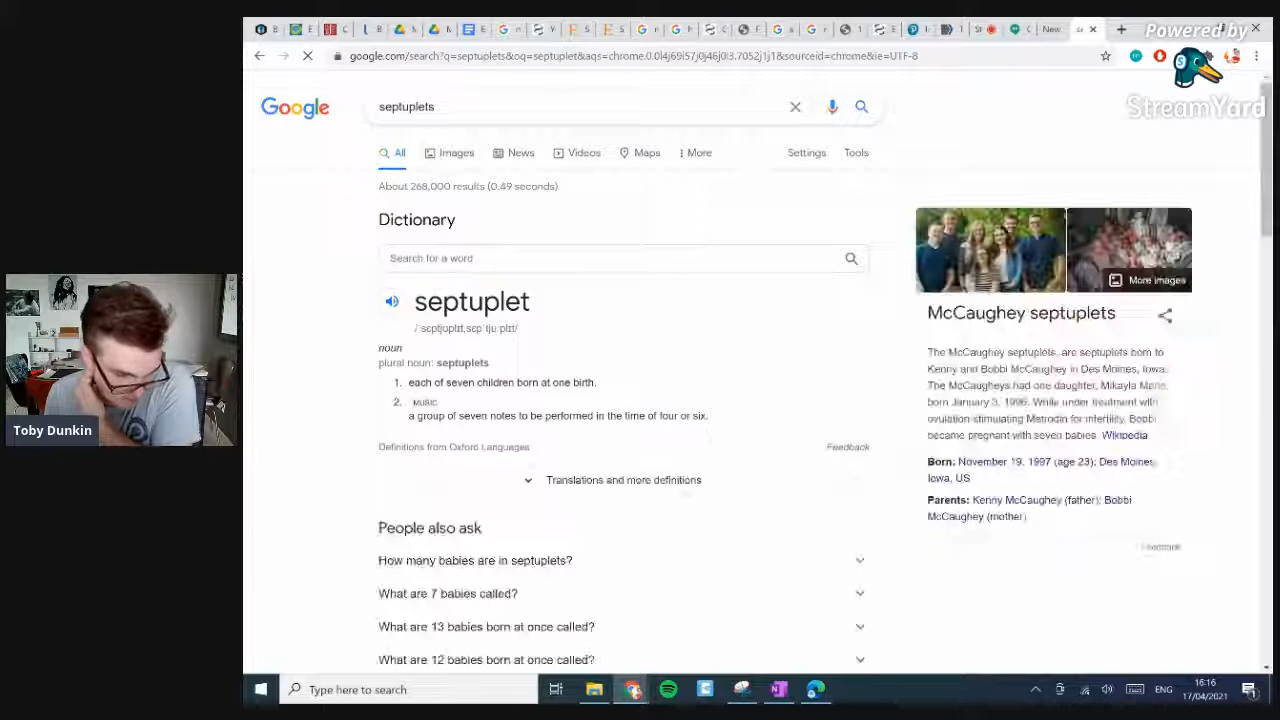 Powered by
StreamYard
New
google.com/search?q=septuplets&oq=septuplet&aqs=chrome.0.0l4j69i57j0j46j0l3.7052j1j1&sourceid=chrome&ie=UTF-8
Google
septuplets
All
Images
News
Videos
Maps
More
Settings
Tools
About 268,000 results (0.49 seconds)
Dictionary
Search for a word
septuplet
noun
plural noun: septuplets
1. each of seven children born at one birth.
2. MUSIC
a group of seven notes to be performed in the time of four or six.
Definitions from Oxford Languages
Feedback
Translations and more definitions
People also ask
How many babies are in septuplets?
What are 7 babies called?
What are 13 babies born at once called?
What are 12 babies born at once called?
More images
McCaughey septuplets
The McCaughey septuplets, are septuplets born to
Kenny and Bobbi McCaughey in Des Moines, Iowa.
The McCaugheys had one daughter, Mikayla Marie,
born January 3, 1996. While under treatment with
ovulation-stimulating Metrodin for infertility, Bobbi
became pregnant with seven babies. Wikipedia
Born: November 19, 1997 (age 23), Des Moines,
Iowa, US
Parents: Kenny McCaughey (father), Bobbi
McCaughey (mother)
Feedback
Toby Dunkin
Type here to search
ENG
16:16
17/04/2021